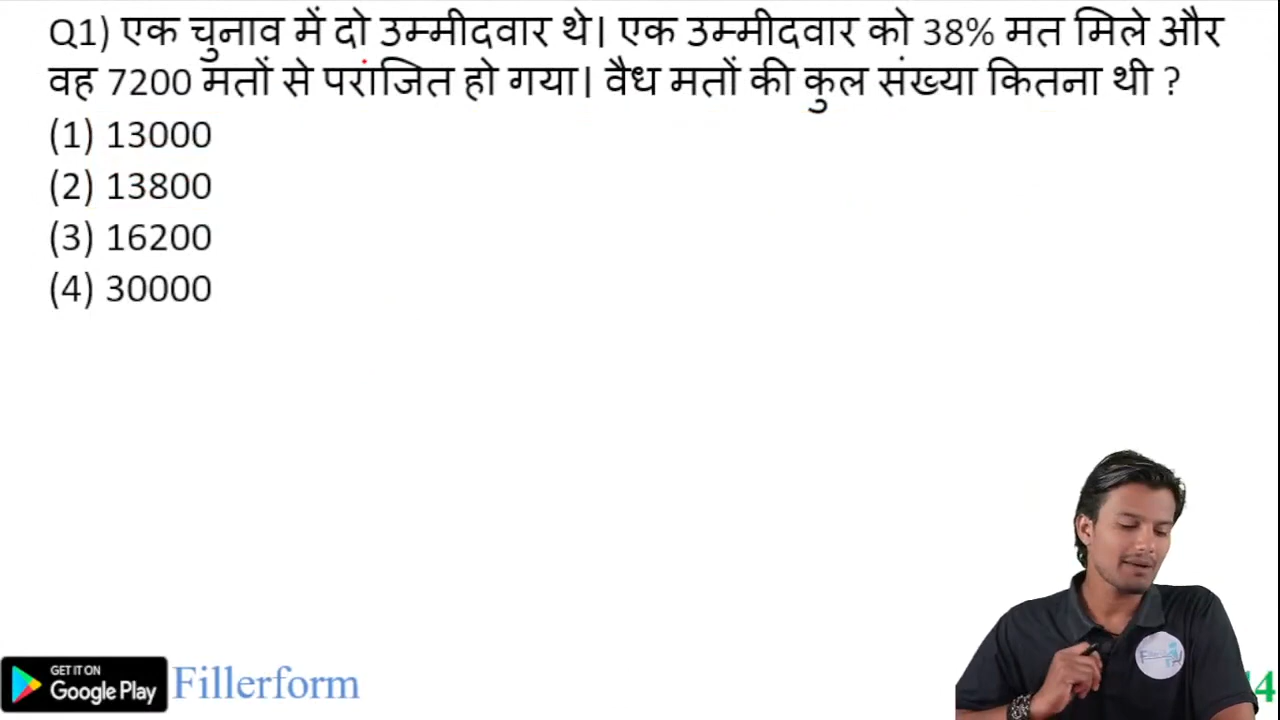 Q1) एक चुनाव में दो उम्मीदवार थे। एक उम्मीदवार को 38% मत मिले और
वह 7200 मतों से पराजित हो गया। वैध मतों की कुल संख्या कितना थी ?
(1) 13000
(2) 13800
(3) 16200
(4) 30000
GET IT ON
Google Play
Fillerform
4